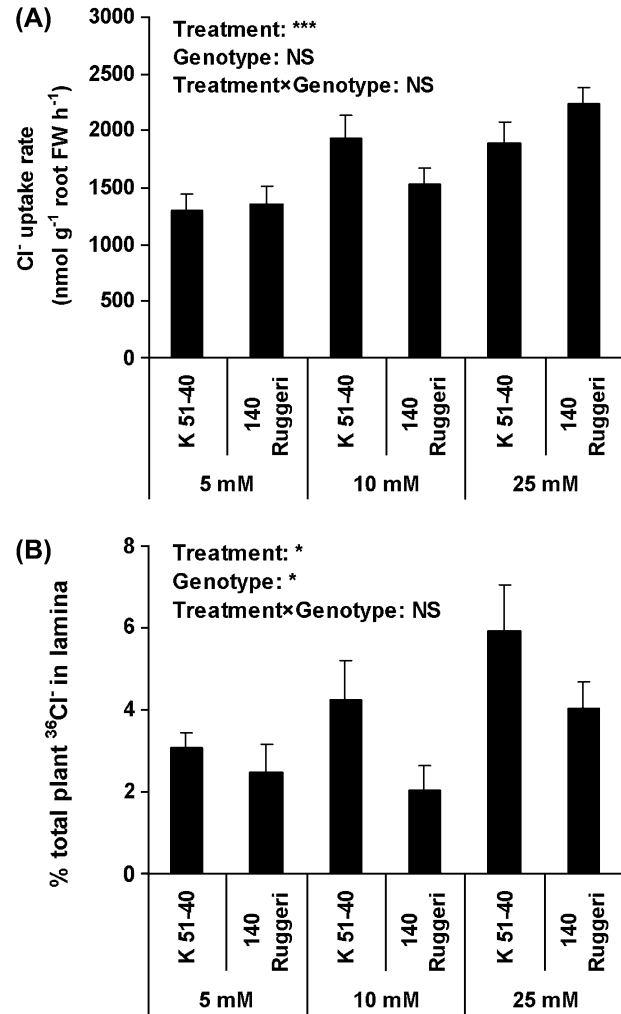 (A)
Treatment: ***
Genotype: NS
Treatment×Genotype: NS
Cl⁻ uptake rate
(nmol g⁻¹ root FW h⁻¹)
3000
2500
2000
1500
1000
500
0
K 51-40
140
Ruggeri
K 51-40
140
Ruggeri
K 51-40
140
Ruggeri
5 mM
10 mM
25 mM
(B)
Treatment: *
Genotype: *
Treatment×Genotype: NS
% total plant ³⁶Cl⁻ in lamina
8
6
4
2
0
K 51-40
140
Ruggeri
K 51-40
140
Ruggeri
K 51-40
140
Ruggeri
5 mM
10 mM
25 mM